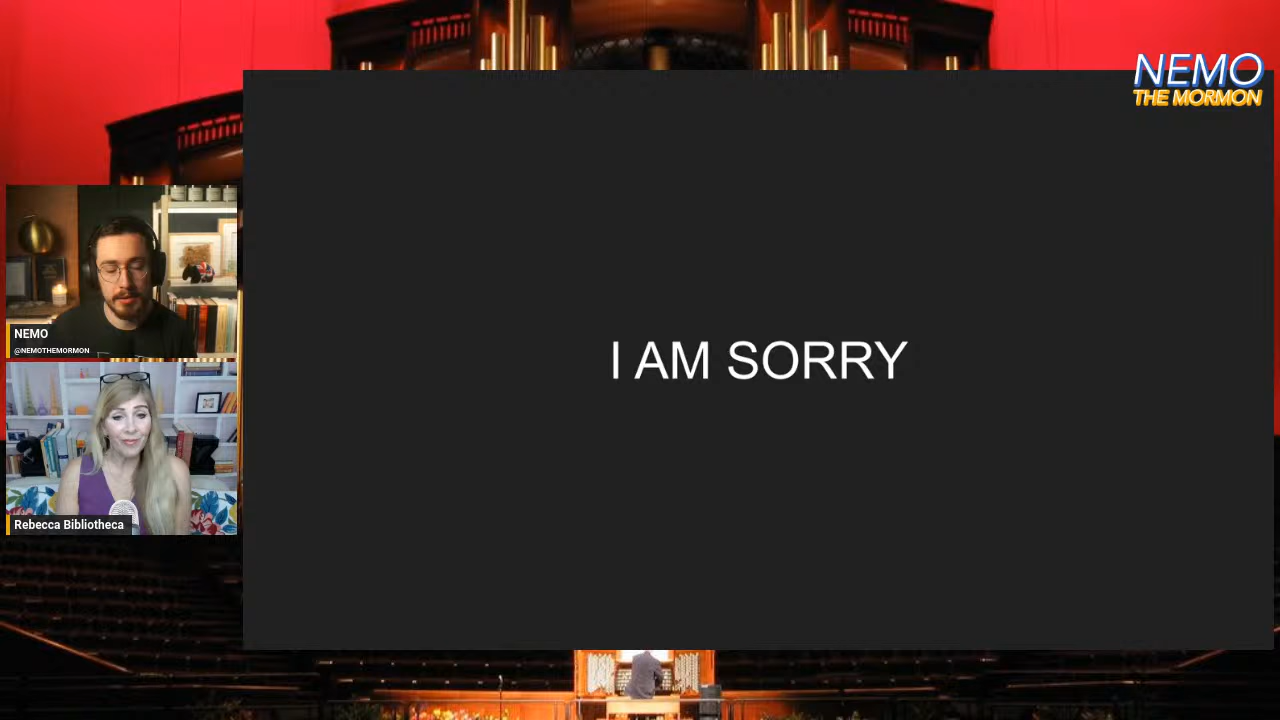 NEMO
THE MORMON
I AM SORRY
NEMO
@NEMOTHEMORMON
Rebecca Bibliotheca